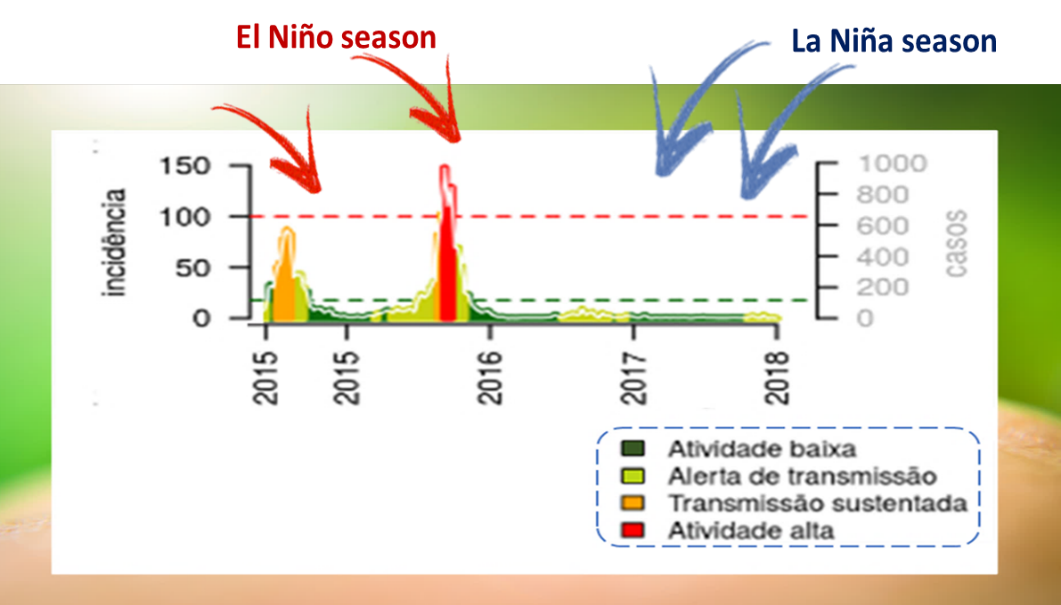 El Niño season
La Niña season
incidência
150
100
50
0
1000
800
600
400
200
0
casos
2015
2015
2016
2017
2018
Atividade baixa
Alerta de transmissão
Transmissão sustentada
Atividade alta